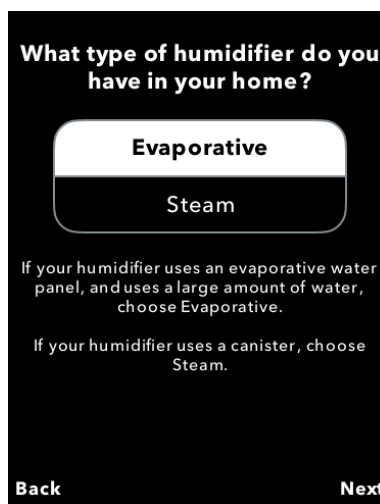 What type of humidifier do you
have in your home?
Evaporative
Steam
If your humidifier uses an evaporative water
panel, and uses a large amount of water,
choose Evaporative.
If your humidifier uses a canister, choose
Steam.
Back
Next